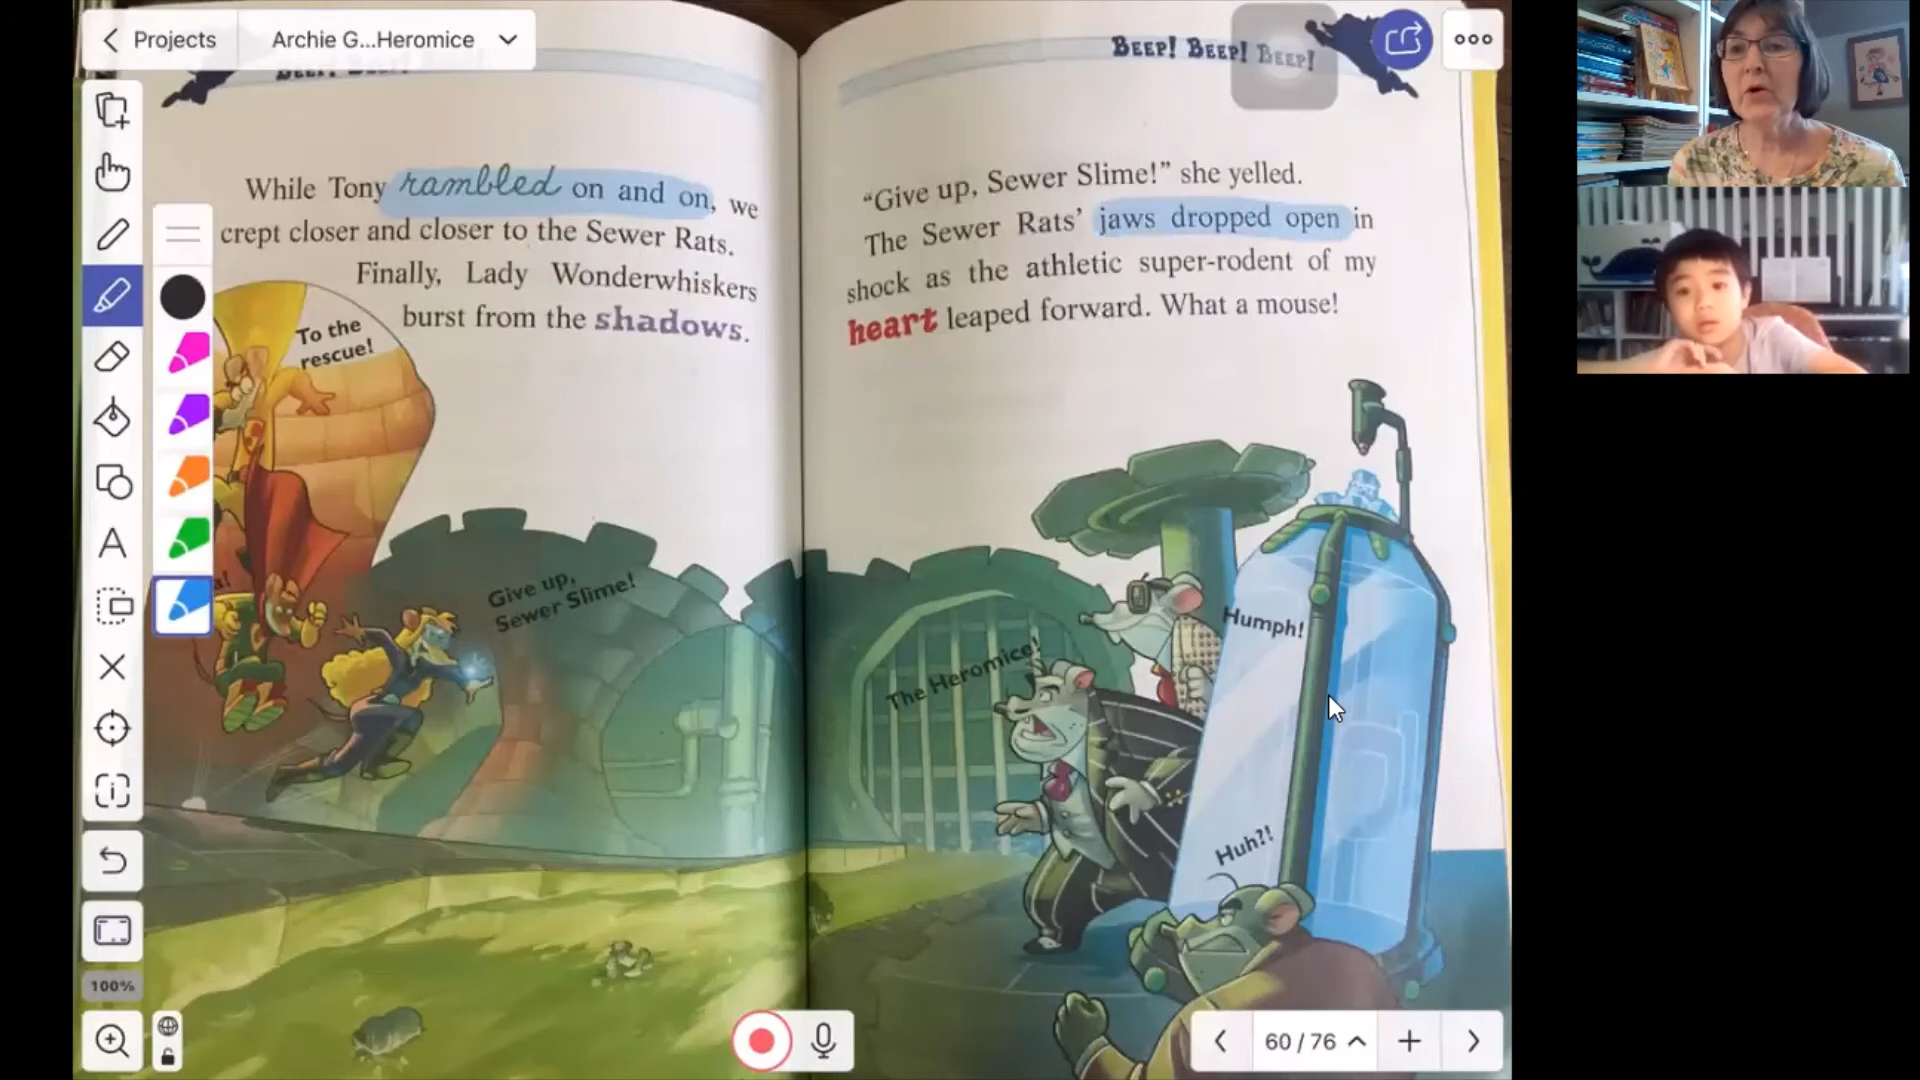 Projects
Archie G...Heromice
BEEP! BEEP! BEEP!
While Tony rambled on and on, we
crept closer and closer to the Sewer Rats.
Finally, Lady Wonderwhiskers
burst from the shadows.
To the
rescue!
Give up,
Sewer Slime!
"Give up, Sewer Slime!" she yelled.
The Sewer Rats' jaws dropped open in
shock as the athletic super-rodent of my
heart leaped forward. What a mouse!
The Heromice!
Humph!
Huh?!
A
100%
60 / 76